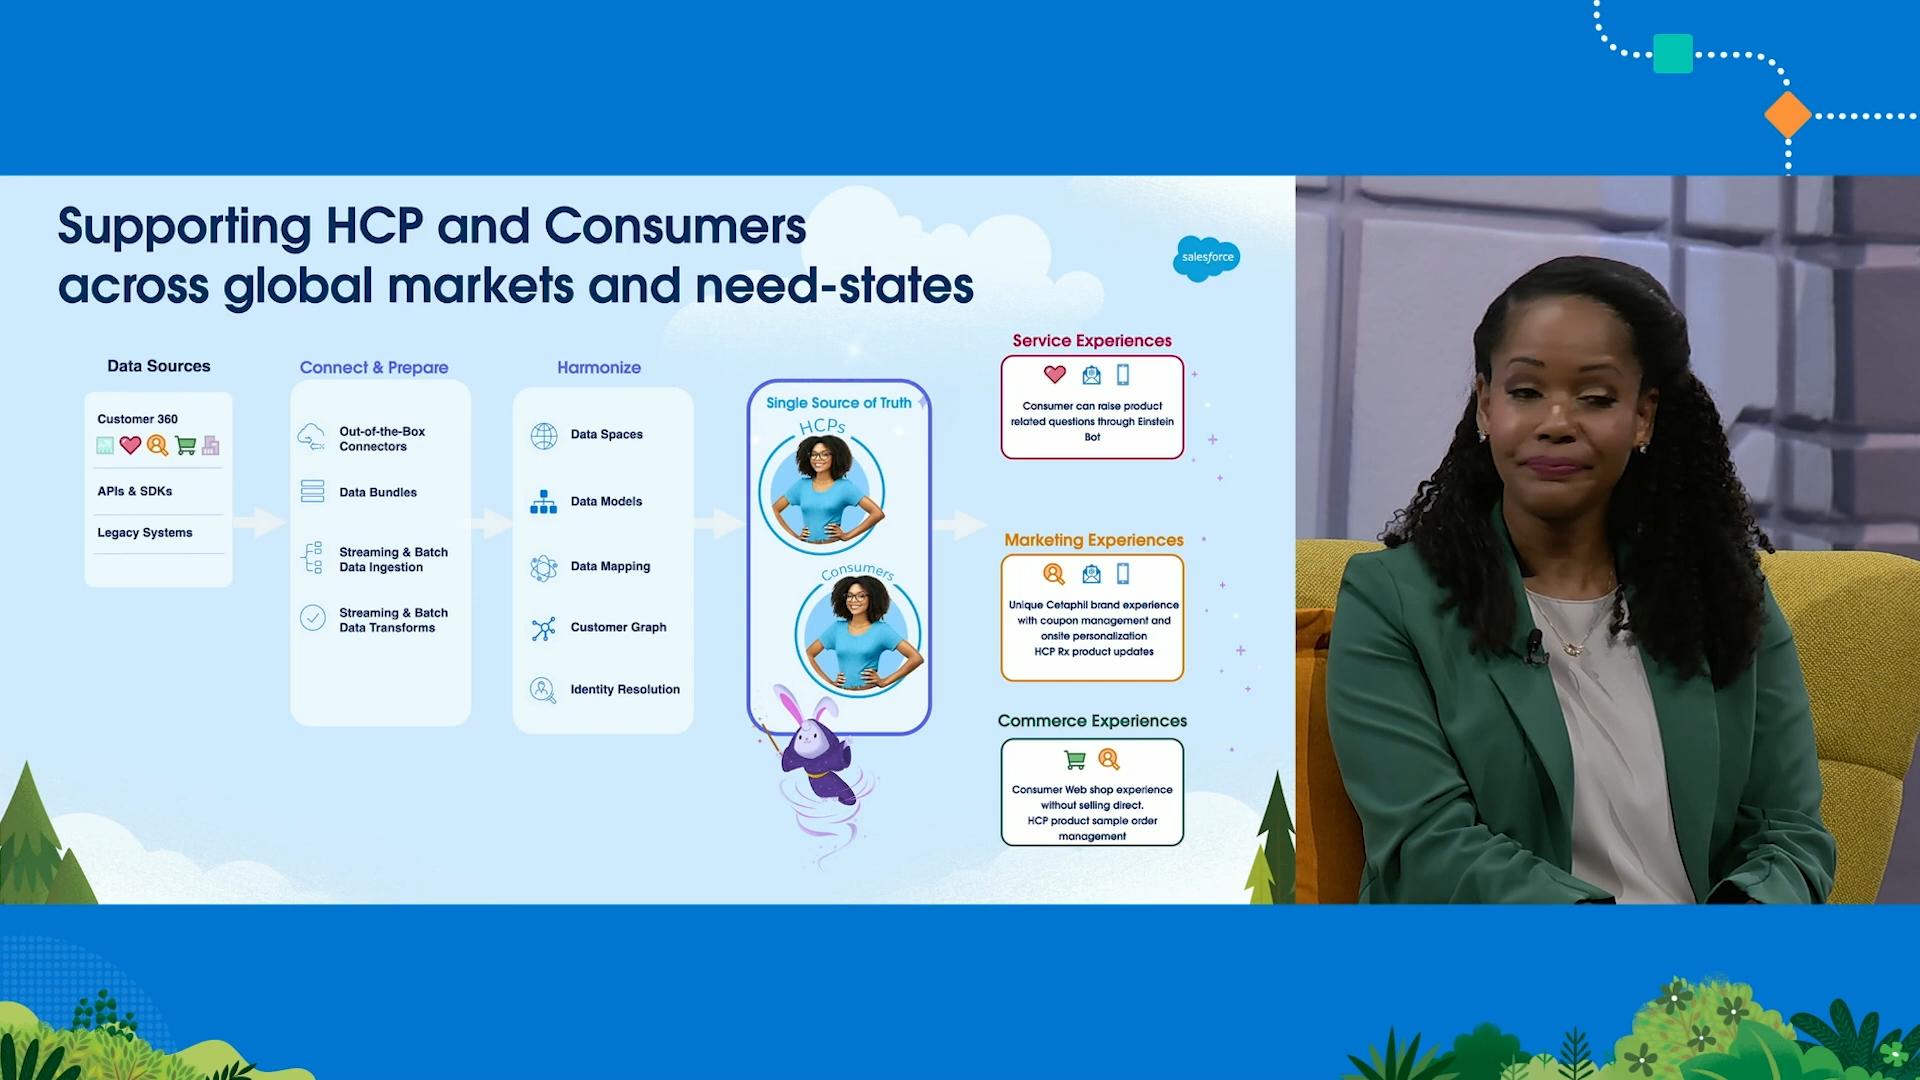 Supporting HCP and Consumers
across global markets and need-states
salesforce
Data Sources
Customer 360
APIs & SDKs
Legacy Systems
Connect & Prepare
Out-of-the-Box
Connectors
Data Bundles
Streaming & Batch
Data Ingestion
Streaming & Batch
Data Transforms
Harmonize
Data Spaces
Data Models
Data Mapping
Customer Graph
Identity Resolution
Single Source of Truth
HCPs
Consumers
Service Experiences
Consumer can raise product
related questions through Einstein
Bot
Marketing Experiences
Unique Cetaphil brand experience
with coupon management and
onsite personalization
HCP Rx product updates
Commerce Experiences
Consumer Web shop experience
without selling direct.
HCP product sample order
management